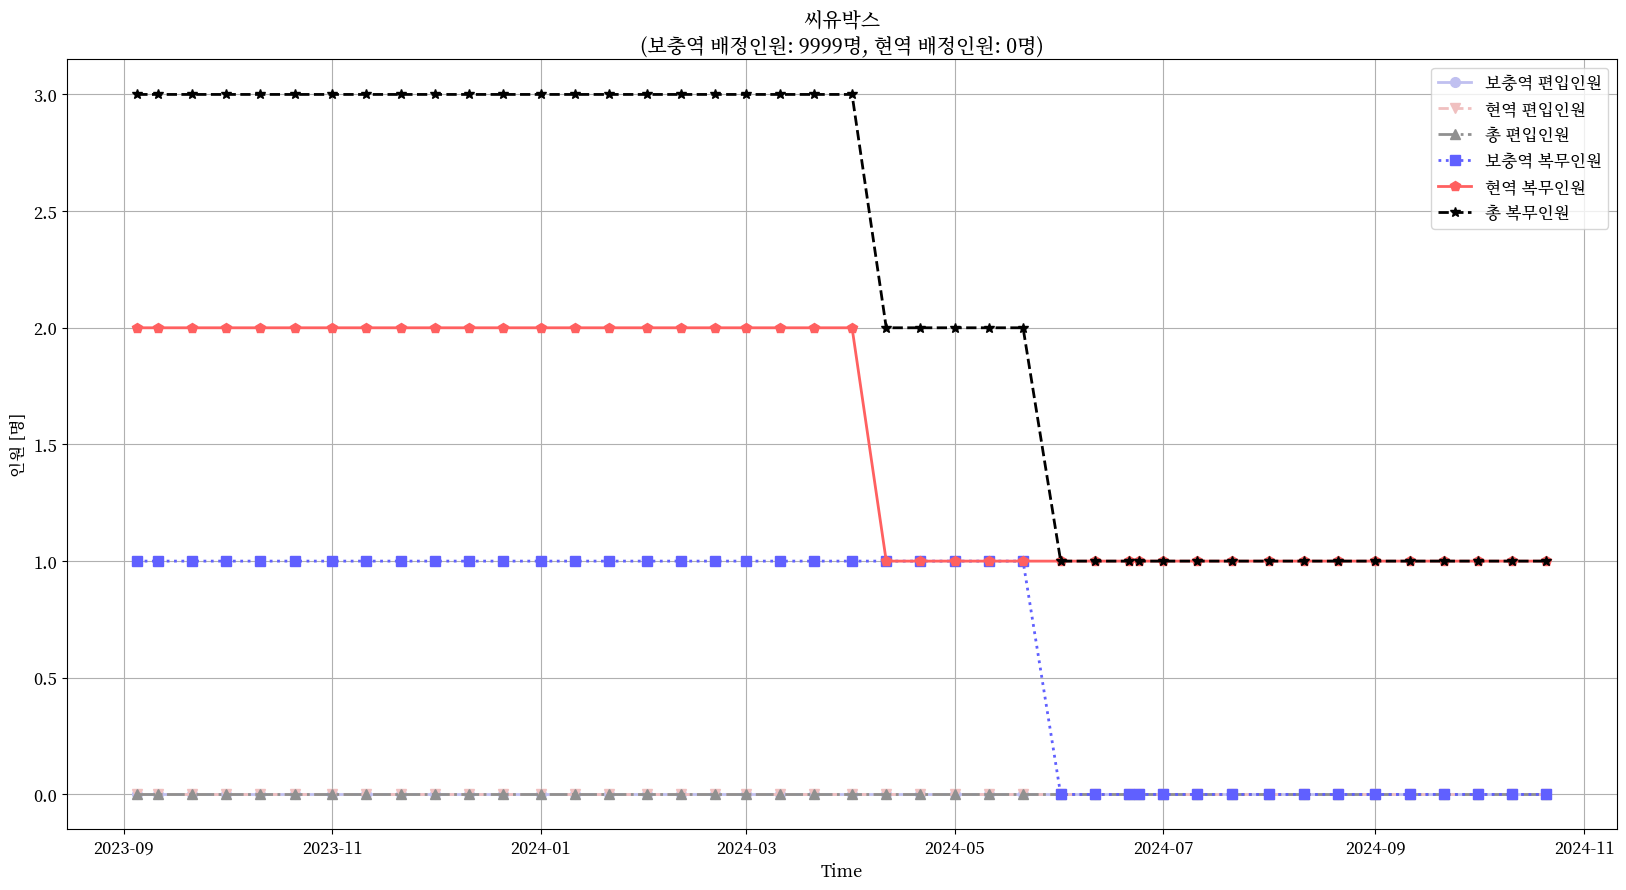 씨유박스
(보충역 배정인원: 9999명, 현역 배정인원: 0명)
보충역 편입인원
현역 편입인원
총 편입인원
보충역 복무인원
현역 복무인원
총 복무인원
3.0
2.5
2.0
1.5
1.0
0.5
0.0
인원 [명]
2023-09
2023-11
2024-01
2024-03
2024-05
2024-07
2024-09
2024-11
Time